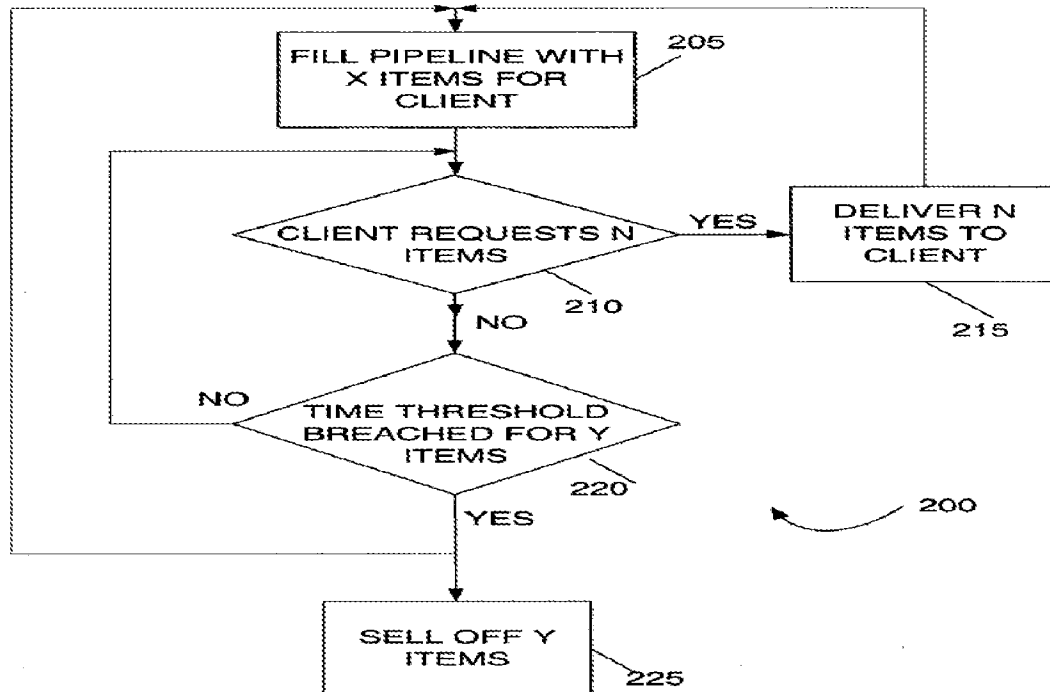 FILL PIPELINE WITH
X ITEMS FOR
CLIENT
205
CLIENT REQUESTS N
ITEMS
210
YES
DELIVER N
ITEMS TO
CLIENT
215
NO
TIME THRESHOLD
BREACHED FOR Y
ITEMS
220
NO
YES
200
SELL OFF Y
ITEMS
225